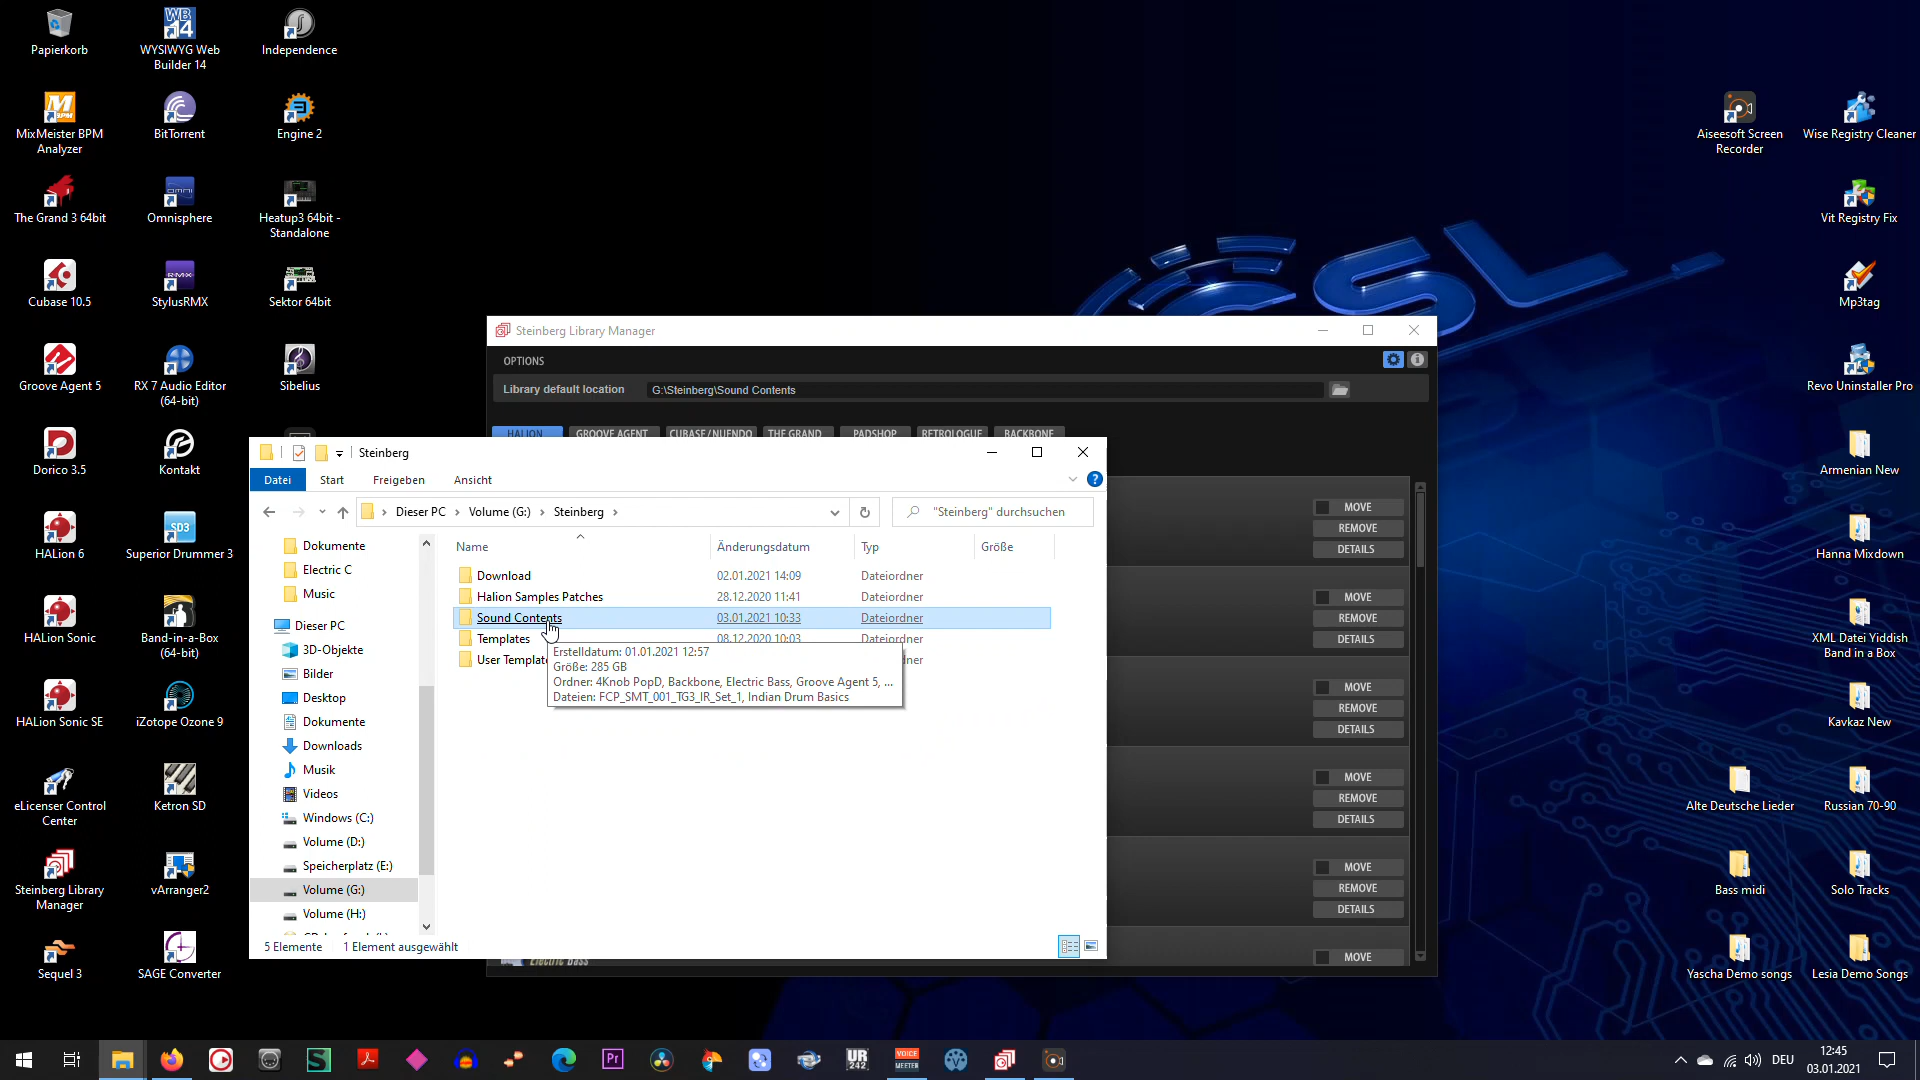 Papierkorb
WYSIWYG Web
Builder 14
Independence
MixMeister BPM
Analyzer
BitTorrent
Engine 2
The Grand 3 64bit
Omnisphere
Heatup3 64bit -
Standalone
Cubase 10.5
StylusRMX
Sektor 64bit
Groove Agent 5
RX 7 Audio Editor
(64-bit)
Sibelius
Dorico 3.5
Kontakt
HALion 6
Superior Drummer 3
HALion Sonic
Band-in-a-Box
(64-bit)
HALion Sonic SE
iZotope Ozone 9
eLicenser Control
Center
Ketron SD
Steinberg Library
Manager
vArranger2
Sequel 3
SAGE Converter
Aiseesoft Screen
Recorder
Wise Registry Cleaner
Vit Registry Fix
Mp3tag
Revo Uninstaller Pro
Armenian New
Hanna Mixdown
XML Datei Yiddish
Band in a Box
Kavkaz New
Alte Deutsche Lieder
Russian 70-90
Bass midi
Solo Tracks
Yascha Demo songs
Lesia Demo Songs
SL
Steinberg Library Manager
OPTIONS
Library default location
G:\Steinberg\Sound Contents
HALION
GROOVE AGENT
CUBASE/NUENDO
THE GRAND
PADSHOP
RETROLOGUE
BACKBONE
MOVE
REMOVE
DETAILS
MOVE
REMOVE
DETAILS
MOVE
REMOVE
DETAILS
MOVE
REMOVE
DETAILS
MOVE
REMOVE
DETAILS
MOVE
Electric Bass
Steinberg
Datei
Start
Freigeben
Ansicht
Dieser PC
Volume (G:)
Steinberg
"Steinberg" durchsuchen
Dokumente
Electric C
Music
Dieser PC
3D-Objekte
Bilder
Desktop
Dokumente
Downloads
Musik
Videos
Windows (C:)
Volume (D:)
Speicherplatz (E:)
Volume (G:)
Volume (H:)
Name Änderungsdatum Typ Größe
Download 02.01.2021 14:09 Dateiordner
Halion Samples Patches 28.12.2020 11:41 Dateiordner
Sound Contents 03.01.2021 10:33 Dateiordner
Templates 08.12.2020 10:03 Dateiordner
User Templat
Erstelldatum: 01.01.2021 12:57
Größe: 285 GB
Ordner: 4Knob PopD, Backbone, Electric Bass, Groove Agent 5, ...
Dateien: FCP_SMT_001_TG3_IR_Set_1, Indian Drum Basics
5 Elemente
1 Element ausgewählt
DEU
12:45
03.01.2021